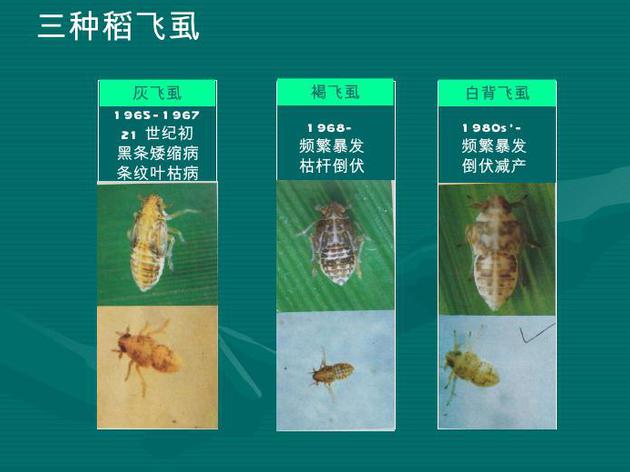 三种稻飞虱
灰飞虱
1965-1967
21 世纪初
黑条矮缩病
条纹叶枯病
褐飞虱
1968-
频繁暴发
枯杆倒伏
白背飞虱
1980s'-
频繁暴发
倒伏减产